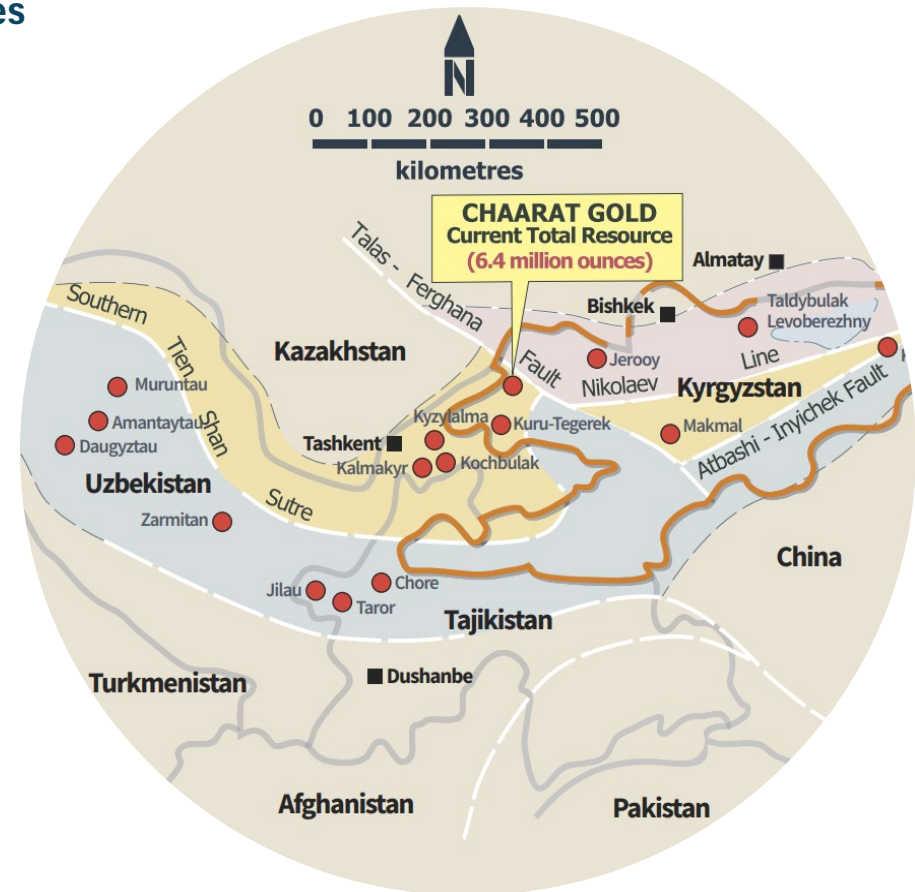 es
N
0 100 200 300 400 500
kilometres
CHAARAT GOLD
Current Total Resource
(6.4 million ounces)
Talas - Ferghana
Fault
Almatay
Bishkek
Taldybulak
Levoberezhny
Southern
Tien
Shan
Sutre
Kazakhstan
Jerooy
Nikolaev
Line
Kyrgyzstan
K
Muruntau
Amantaytau
Daugyztau
Kyzylalma
Kuru-Tegerek
Makmal
Atbashi - Inyichek Fault
Tashkent
Kalmakyr
Kochbulak
Uzbekistan
Zarmitan
China
Jilau
Chore
Taror
Tajikistan
Dushanbe
Turkmenistan
Afghanistan
Pakistan